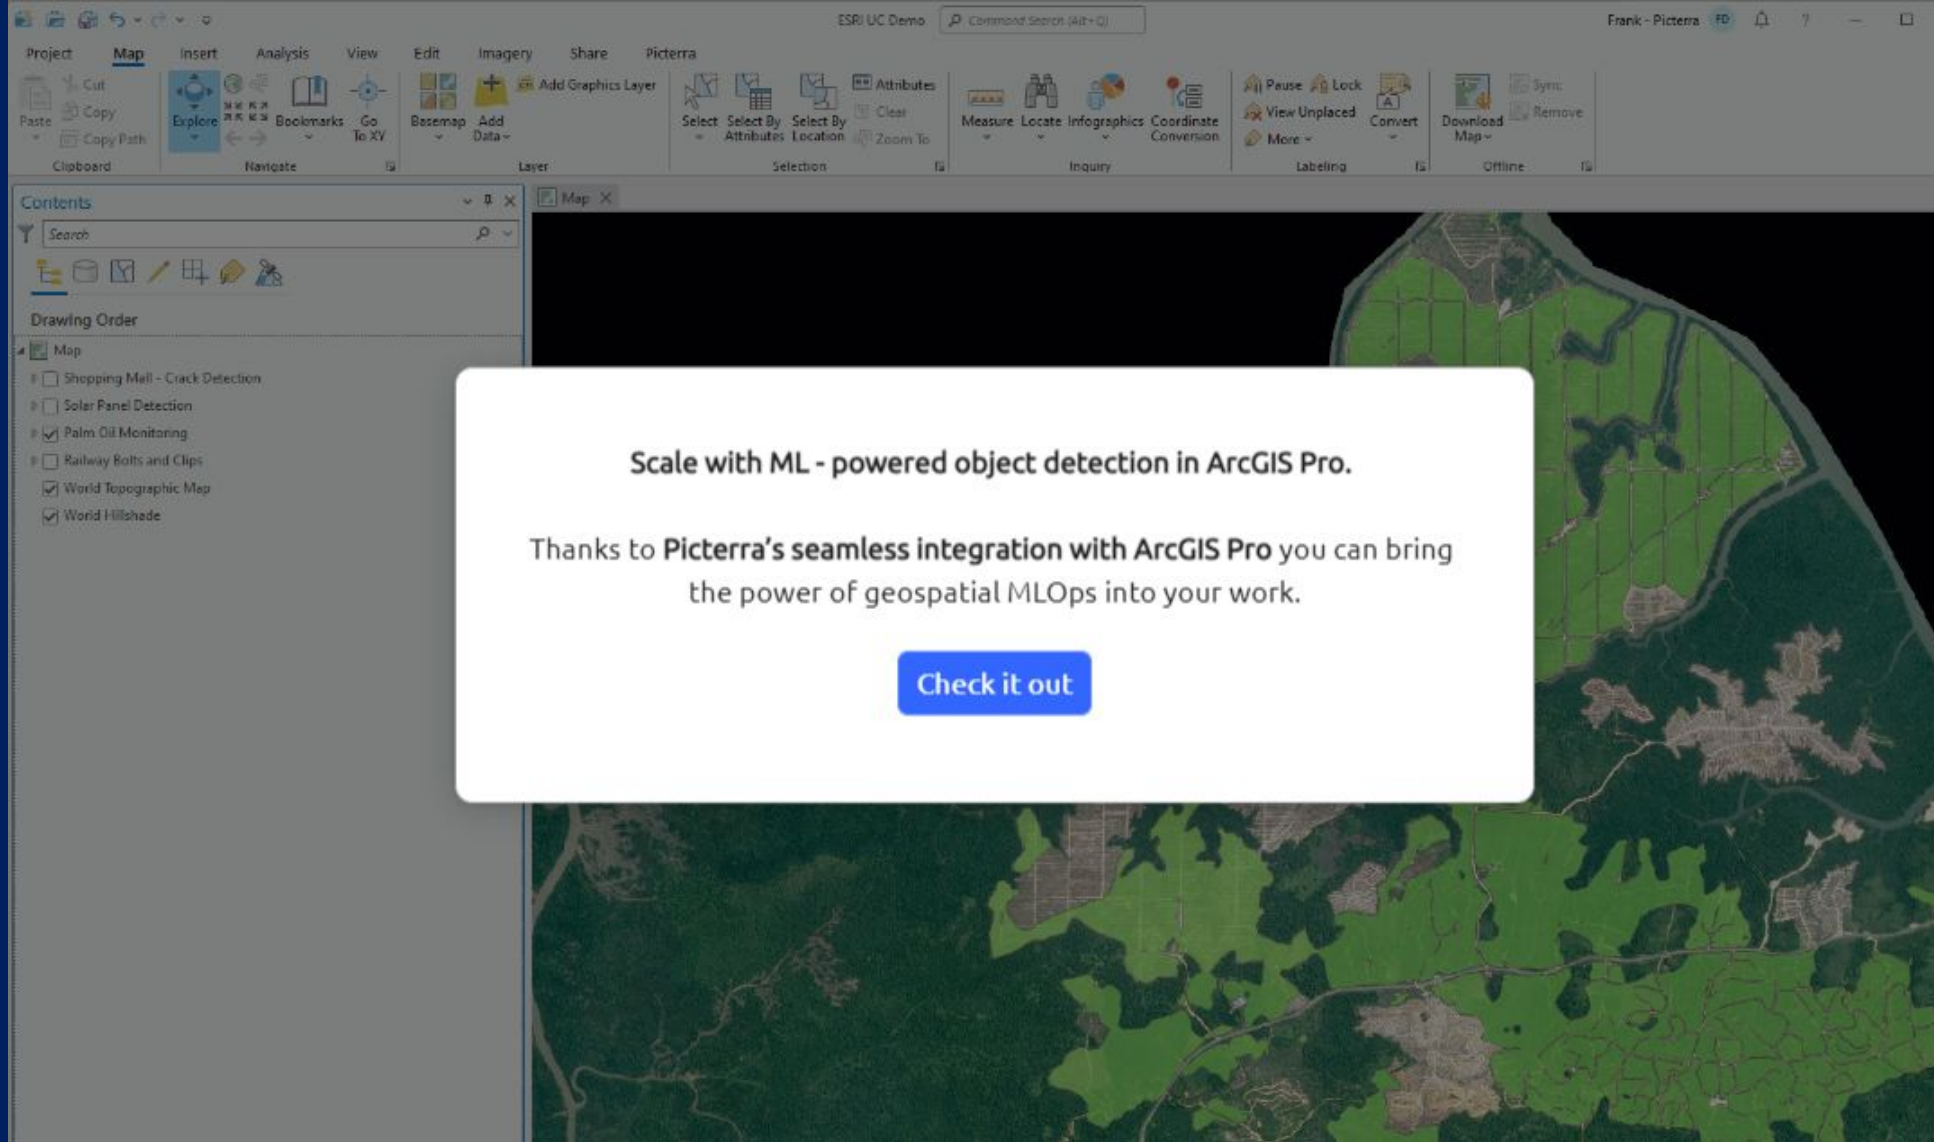 ESRI UC Demo
Command Search (Alt+Q)
Frank - Picterra
FD
?
Project Map Insert Analysis View Edit Imagery Share Picterra
Paste
Cut
Copy
Copy Path
Clipboard
Explore
Bookmarks
Go
To XY
Navigate
Basemap
Add
Data
Add Graphics Layer
Layer
Select
Select By
Attributes
Select By
Location
Attributes
Clear
Zoom To
Selection
Measure
Locate
Infographics
Coordinate
Conversion
Inquiry
Pause
Lock
View Unplaced
More
Convert
Labeling
Download
Map
Sync
Remove
Offline
Contents
Search
Drawing Order
Map
Shopping Mall - Crack Detection
Solar Panel Detection
Palm Oil Monitoring
Railway Bolts and Clips
World Topographic Map
World Hillshade
Map
Scale with ML - powered object detection in ArcGIS Pro.
Thanks to Picterra's seamless integration with ArcGIS Pro you can bring
the power of geospatial MLOps into your work.
Check it out